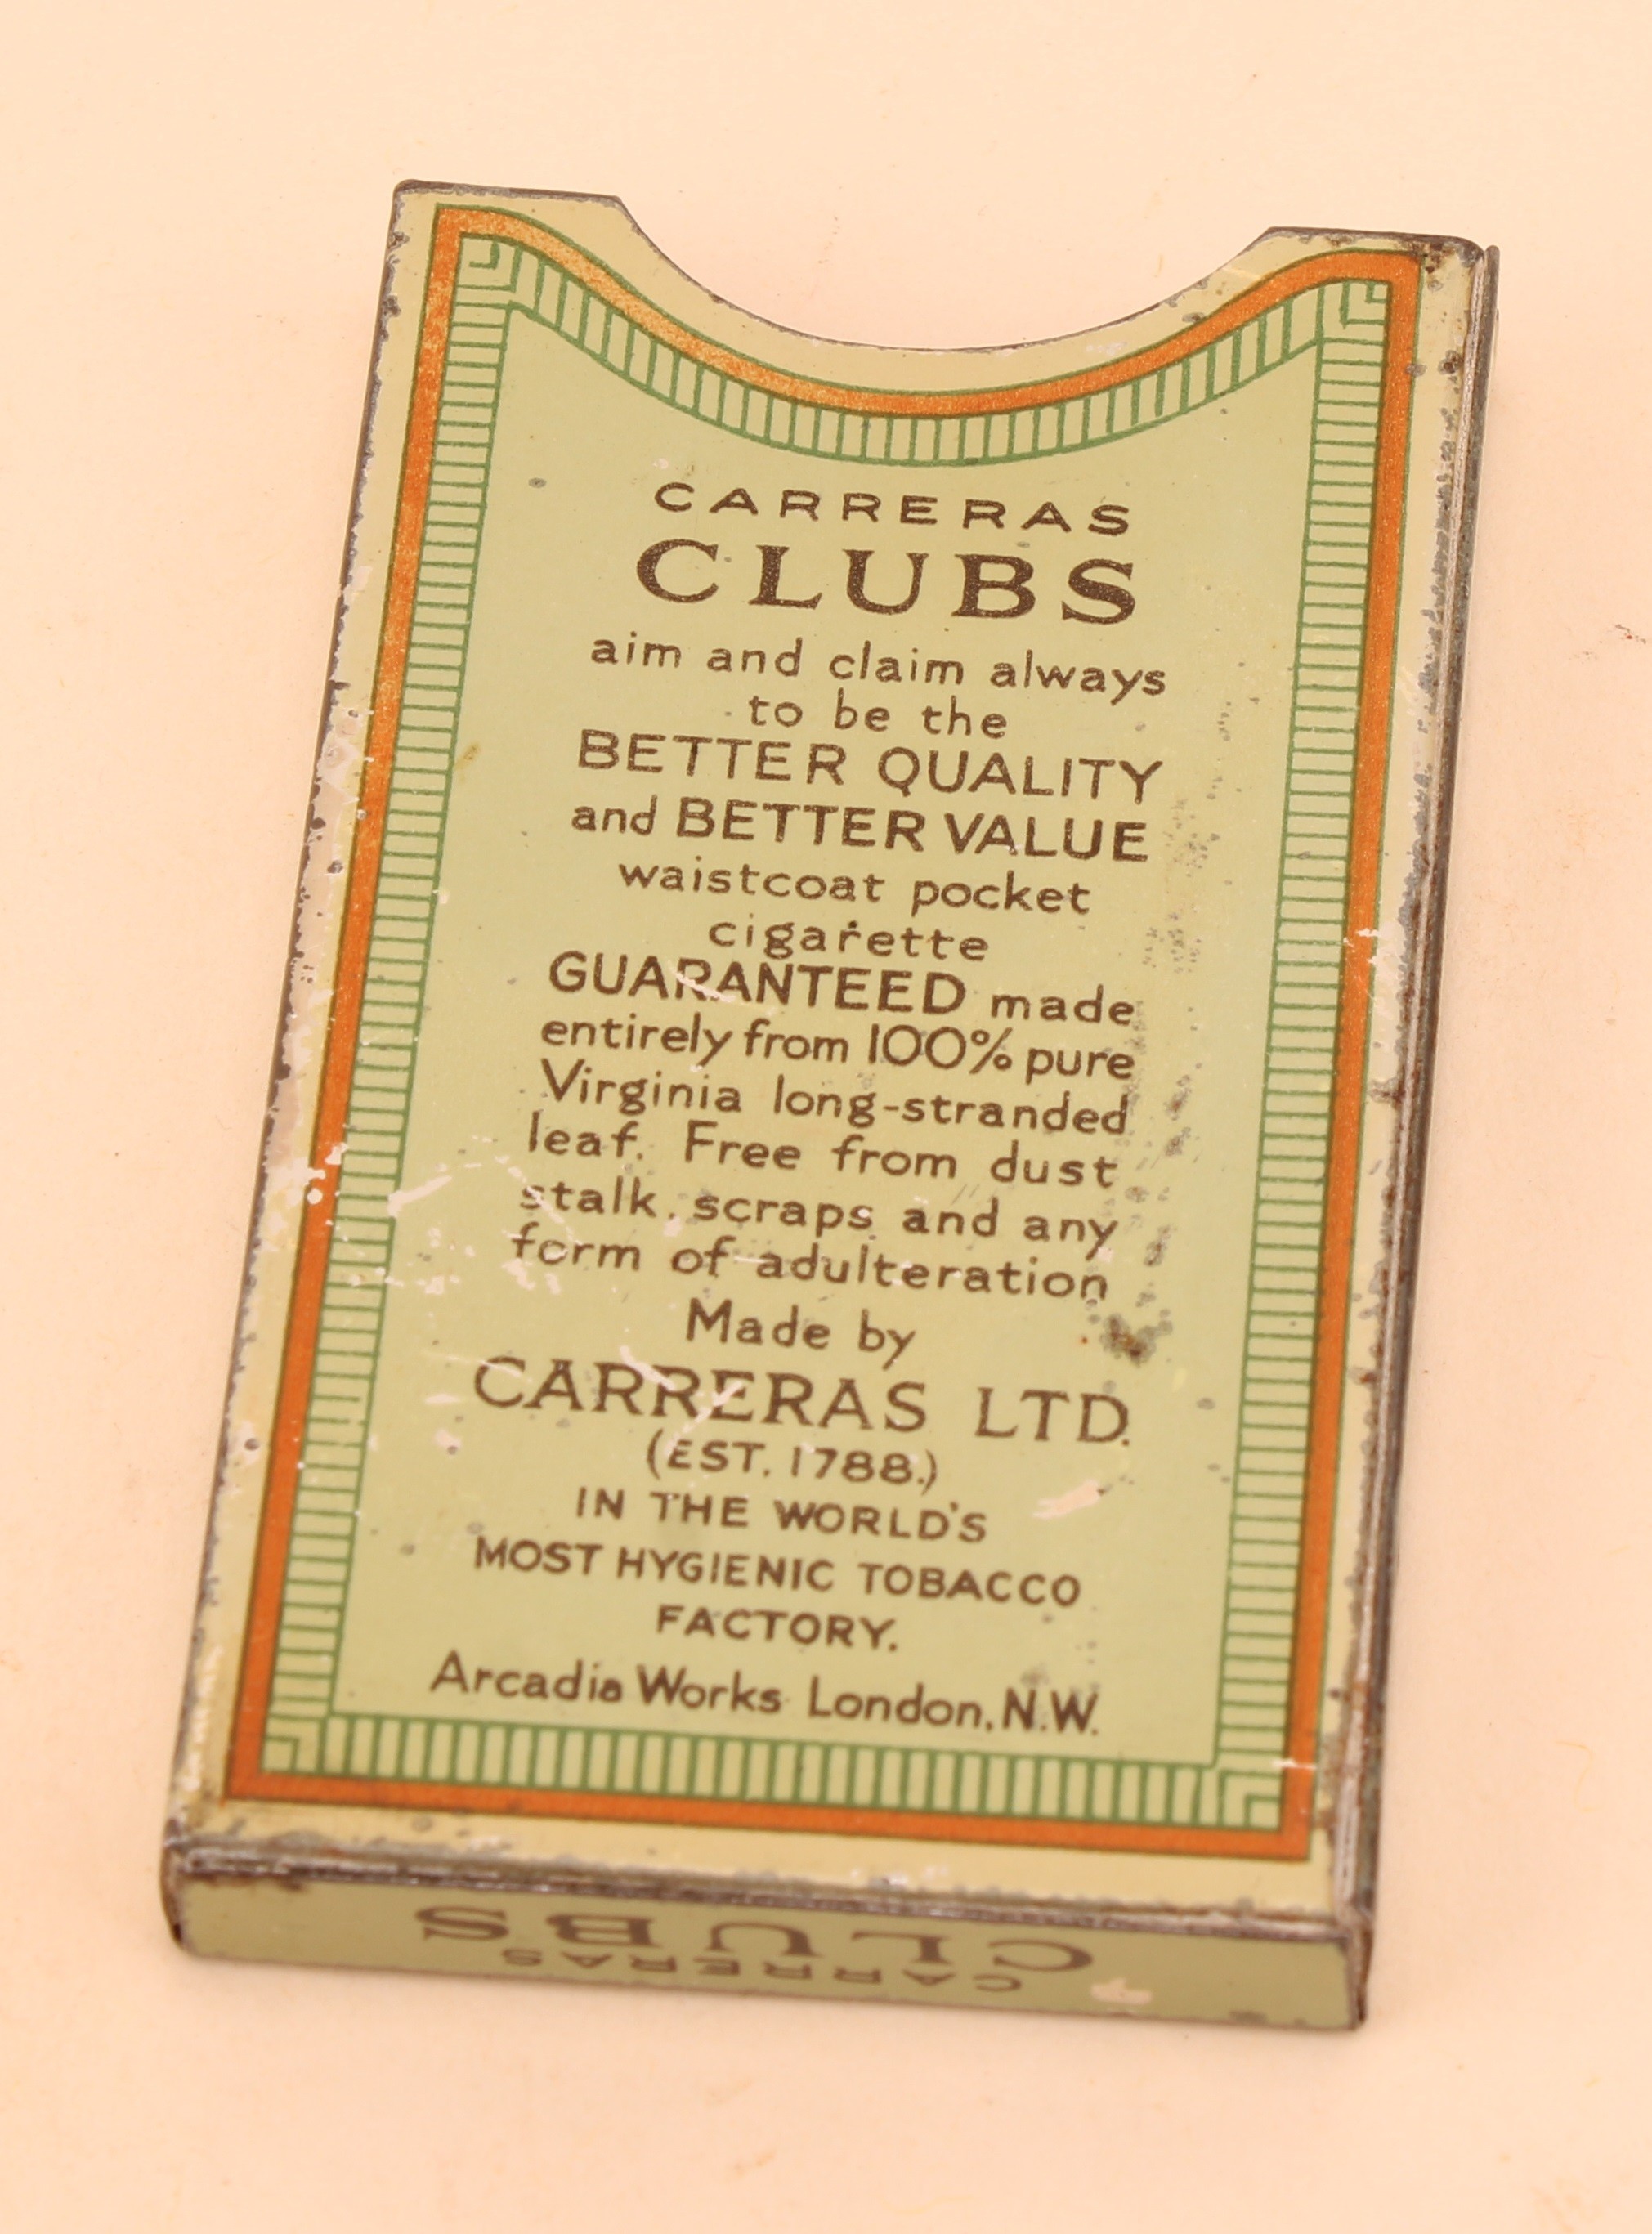 CARRERAS
CLUBS
aim and claim always
to be the
BETTER QUALITY
and BETTER VALUE
waistcoat pocket
cigarette
GUARANTEED made
entirely from 100% pure
Virginia long-stranded
leaf. Free from dust
stalk, scraps and any
form of adulteration
Made by
CARRERAS LTD.
(EST. 1788.)
IN THE WORLD'S
MOST HYGIENIC TOBACCO
FACTORY.
Arcadia Works London, N.W.
CARRERAS
CLUBS